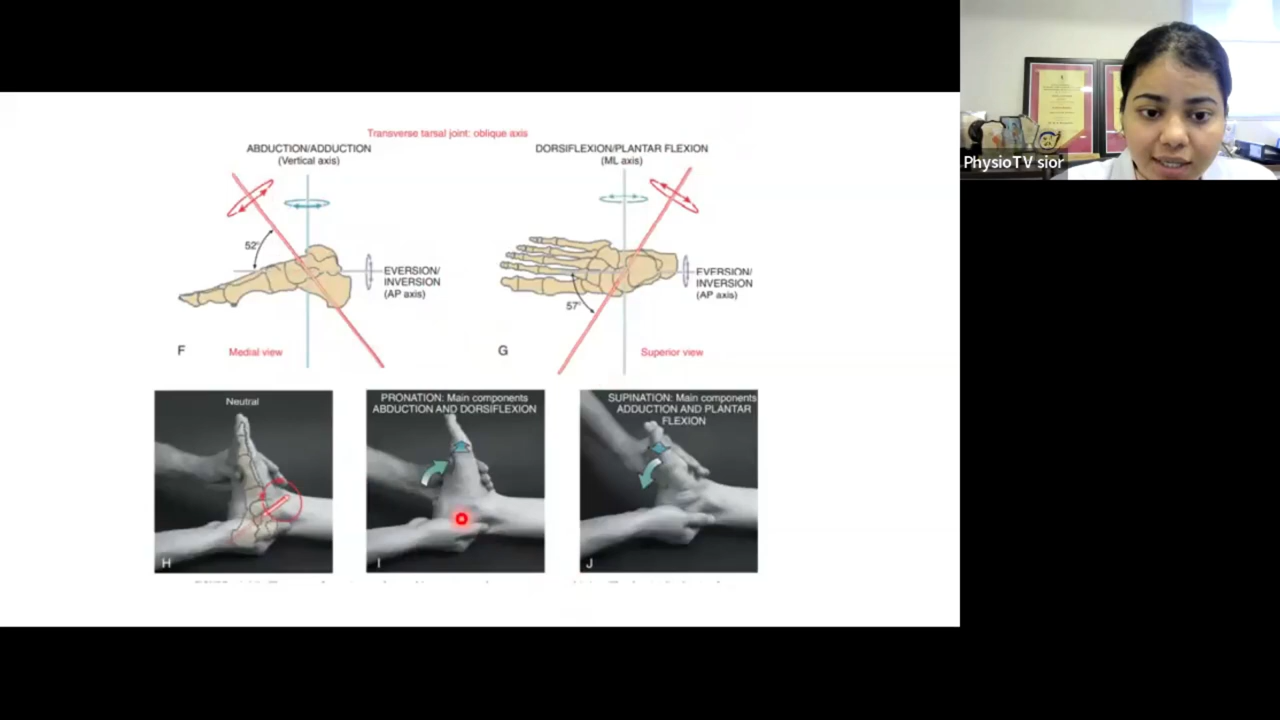 Transverse tarsal joint: oblique axis
ABDUCTION/ADDUCTION
(Vertical axis)
52°
EVERSION/
INVERSION
(AP axis)
F
Medial view
DORSIFLEXION/PLANTAR FLEXION
(ML axis)
EVERSION/
INVERSION
(AP axis)
57°
G
Superior view
Neutral
H
PRONATION: Main components
ABDUCTION AND DORSIFLEXION
I
SUPINATION: Main components
ADDUCTION AND PLANTAR
FLEXION
J
PhysioTV sior